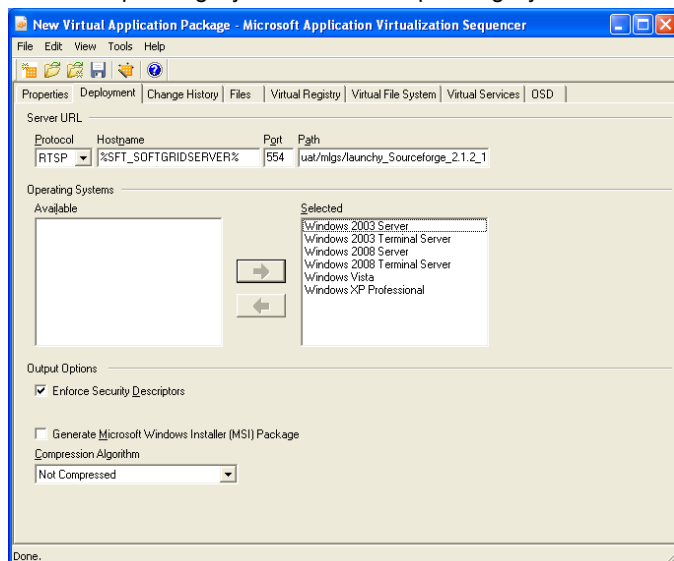 New Virtual Application Package - Microsoft Application Virtualization Sequencer
File Edit View Tools Help
Properties Deployment Change History Files Virtual Registry Virtual File System Virtual Services OSD
Server URL
Protocol Hostname Port Path
RTSP %SFT_SOFTGRIDSERVER% 554 uat/mlgs/launchy_Sourceforge_2.1.2_1
Operating Systems
Available Selected
Windows 2003 Server
Windows 2003 Terminal Server
Windows 2008 Server
Windows 2008 Terminal Server
Windows Vista
Windows XP Professional
Output Options
Enforce Security Descriptors
Generate Microsoft Windows Installer (MSI) Package
Compression Algorithm
Not Compressed
Done.